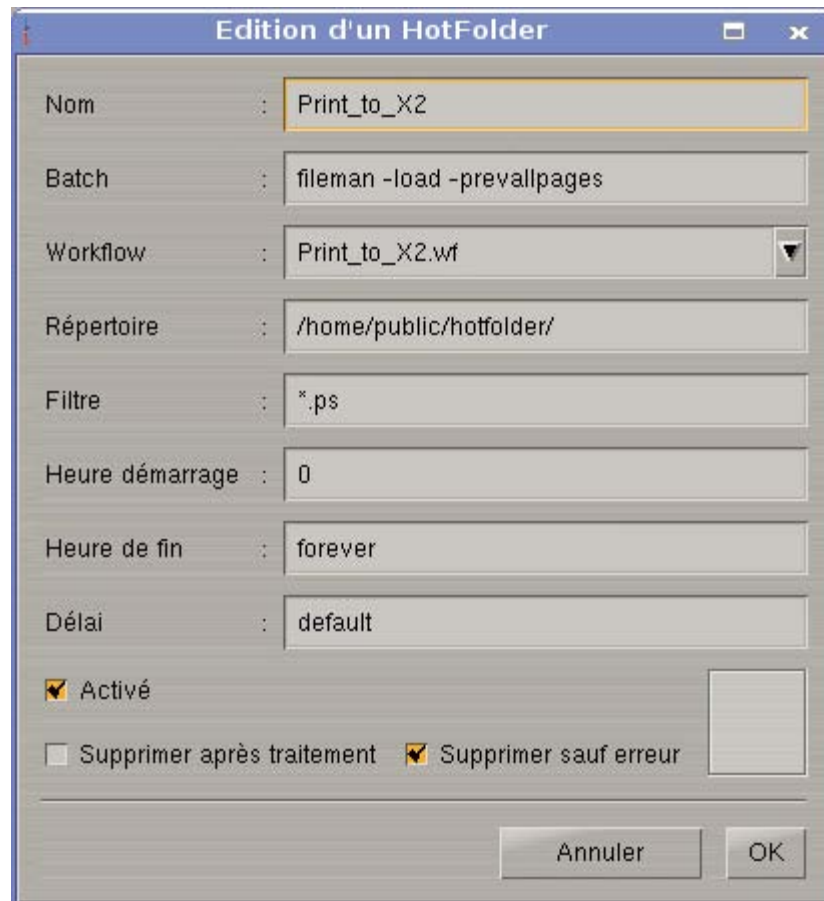 Edition d'un HotFolder
Nom : Print_to_X2
Batch : fileman -load -prevallpages
Workflow : Print_to_X2.wf
Répertoire : /home/public/hotfolder/
Filtre : *.ps
Heure démarrage : 0
Heure de fin : forever
Délai : default
Activé
Supprimer après traitement Supprimer sauf erreur
Annuler OK